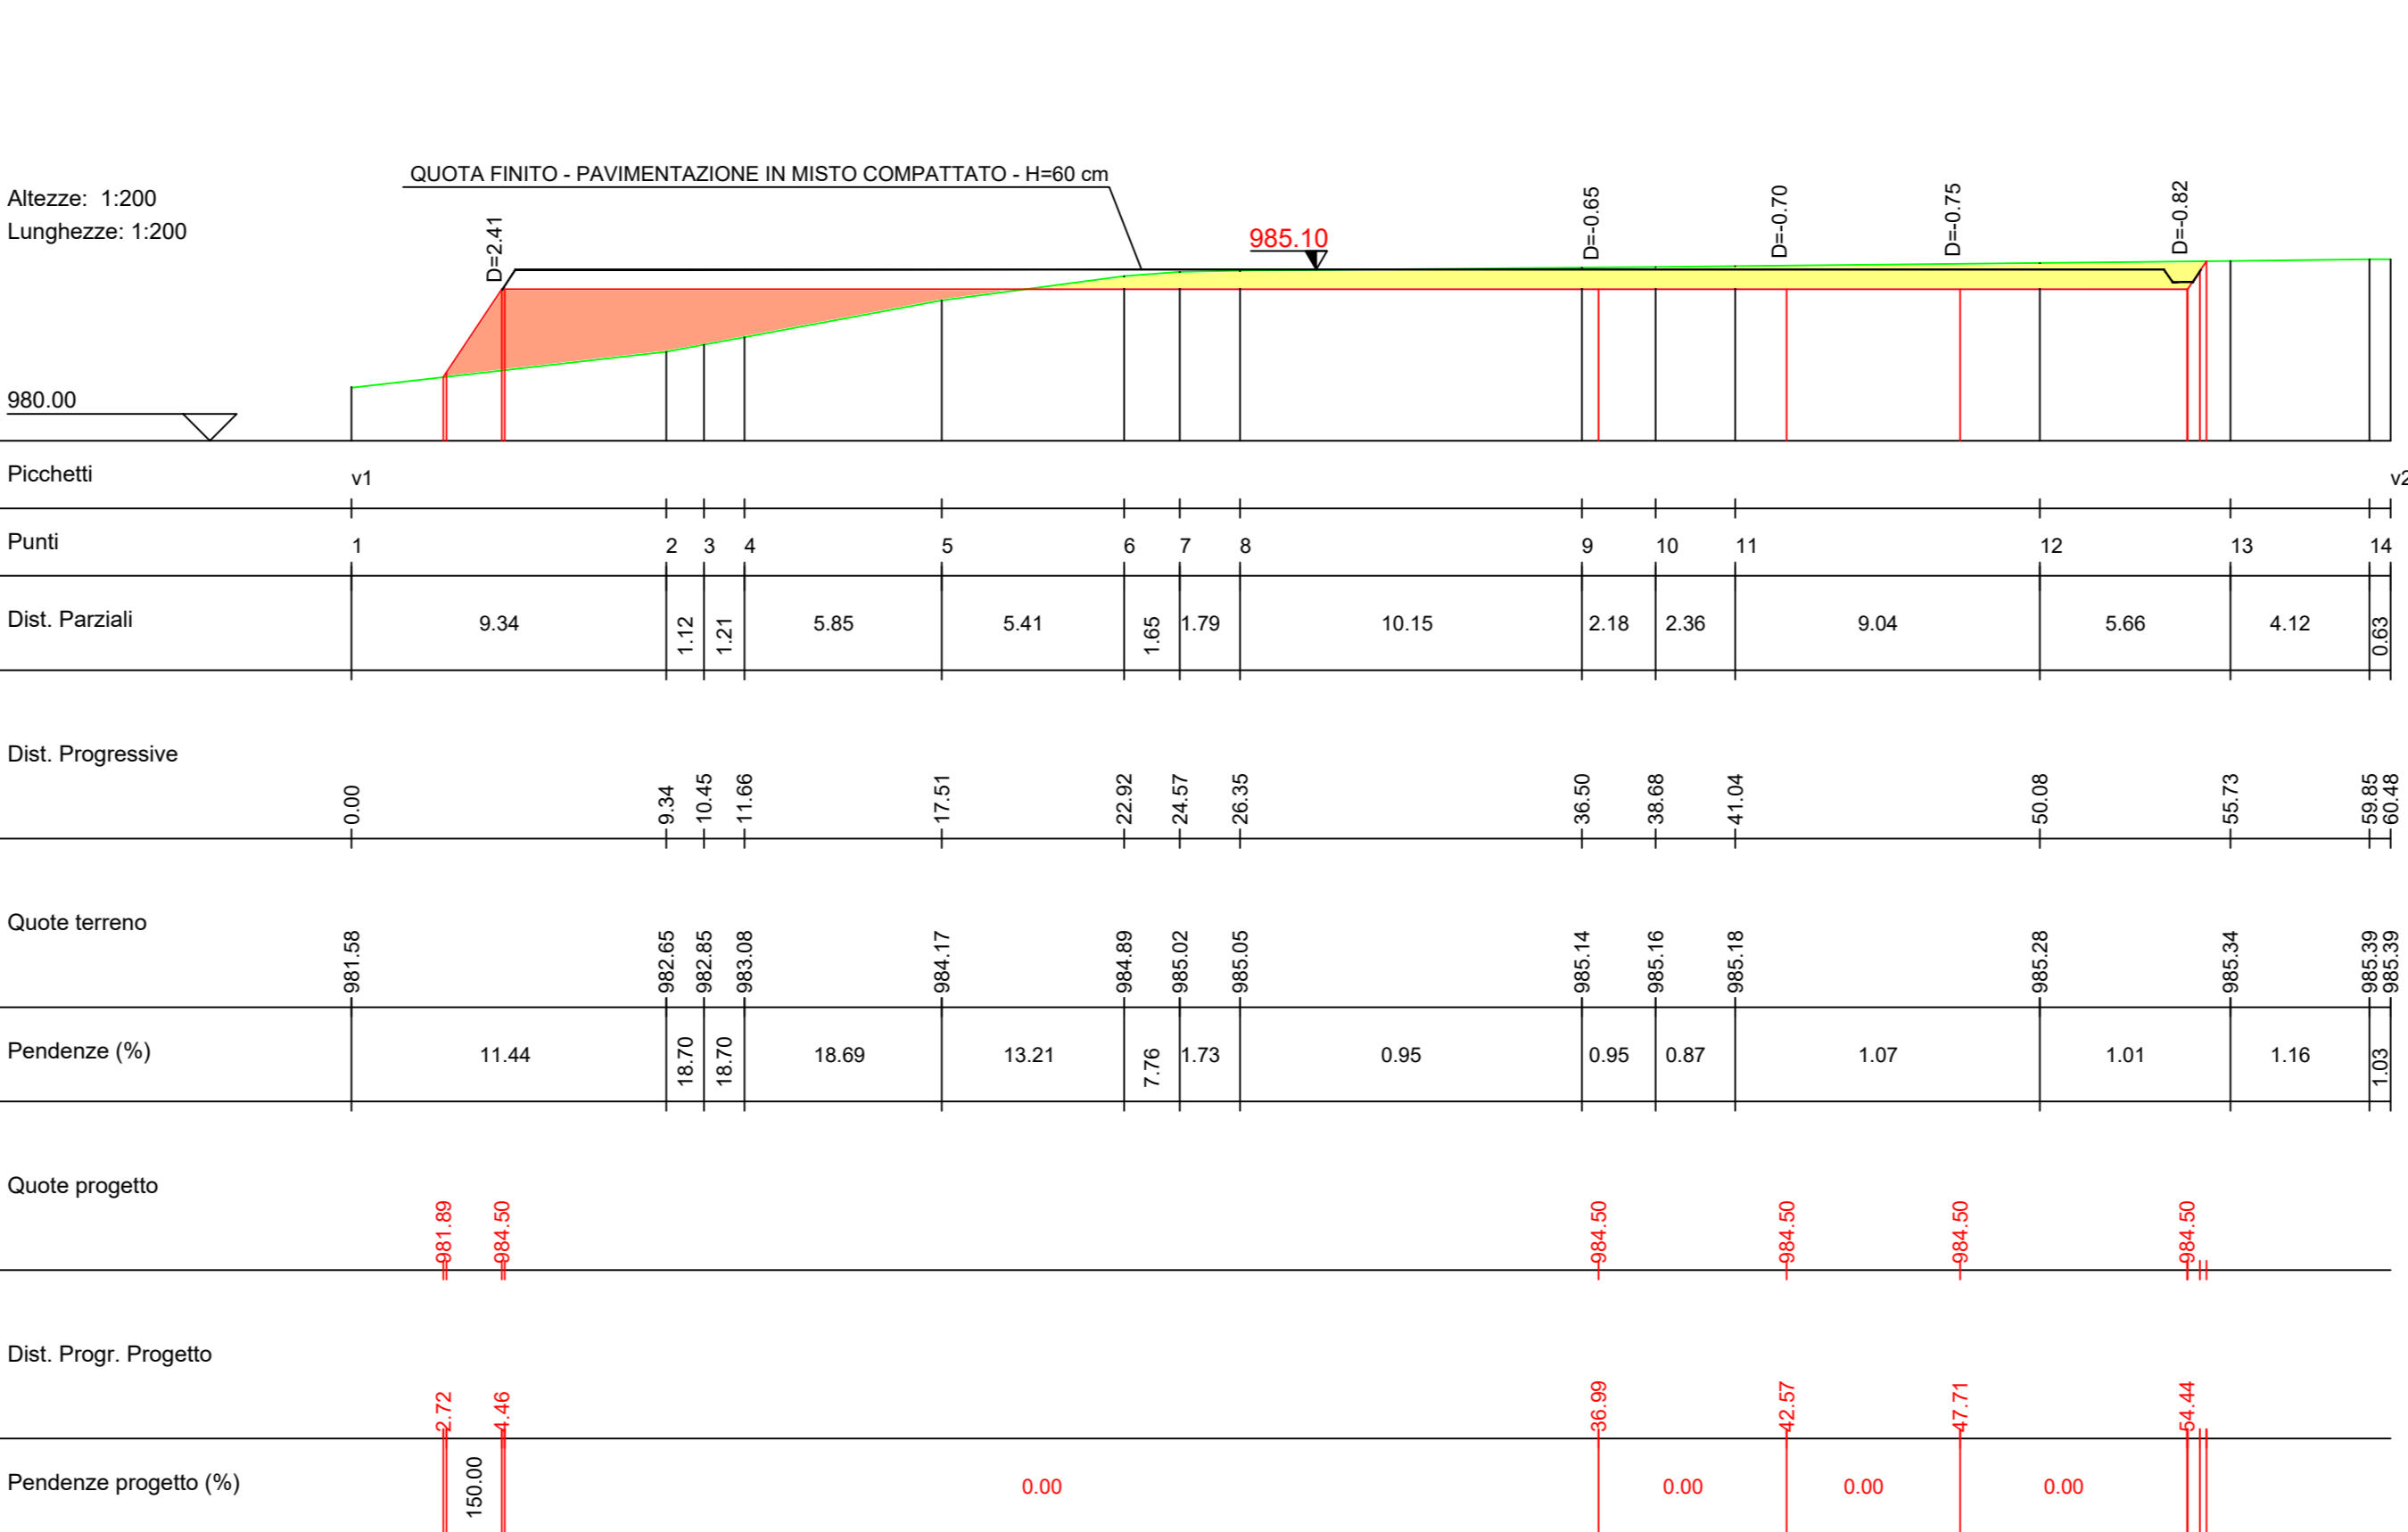 QUOTA FINITO - PAVIMENTAZIONE IN MISTO COMPATTATO - H=60 cm
Altezze: 1:200
Lunghezze: 1:200
D=2.41
985.10
D=-0.65
D=-0.70
D=-0.75
D=-0.82
980.00
Picchetti v1 v2
Punti 1 2 3 4 5 6 7 8 9 10 11 12 13 14
Dist. Parziali 9.34 1.12 1.21 5.85 5.41 1.65 1.79 10.15 2.18 2.36 9.04 5.66 4.12 0.63
Dist. Progressive 0.00 9.34 10.45 11.66 17.51 22.92 24.57 26.35 36.50 38.68 41.04 50.08 55.73 59.85 60.48
Quote terreno 981.58 982.65 982.85 983.08 984.17 984.89 985.02 985.05 985.14 985.16 985.18 985.28 985.34 985.39 985.39
Pendenze (%) 11.44 18.70 18.70 18.69 13.21 7.76 1.73 0.95 0.95 0.87 1.07 1.01 1.16 1.03
Quote progetto 981.89 984.50 984.50 984.50 984.50 984.50
Dist. Progr. Progetto 2.72 4.46 36.99 42.57 47.71 54.44
Pendenze progetto (%) 150.00 0.00 0.00 0.00 0.00